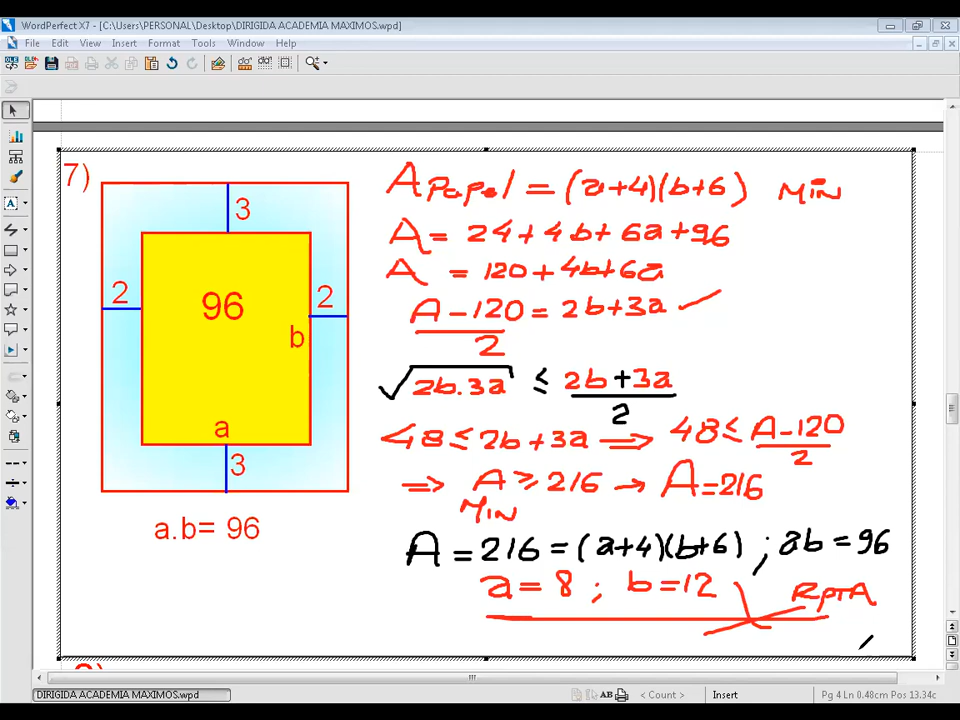 WordPerfect X7 - [C:\Users\PERSONAL\Desktop\DIRIGIDA ACADEMIA MAXIMOS.wpd]
File Edit View Insert Format Tools Window Help
7)
3
2
96
2
b
a
3
a.b= 96
A papel = (a+4)(b+6) MIN
A = 24+4b+6a+96
A = 120+4b+6a
A-120/2 = 2b+3a ✓
√2b.3a ≤ 2b+3a/2
48 ≤ 2b+3a ⟹ 48 ≤ A-120/2
⇒ A ≥ 216 → A=216
MIN
A = 216 = (a+4)(b+6) ; ab = 96
a = 8 ; b = 12 RptA
DIRIGIDA ACADEMIA MAXIMOS.wpd AB < Count > Insert Pg 4 Ln 0.48cm Pos 13.34c